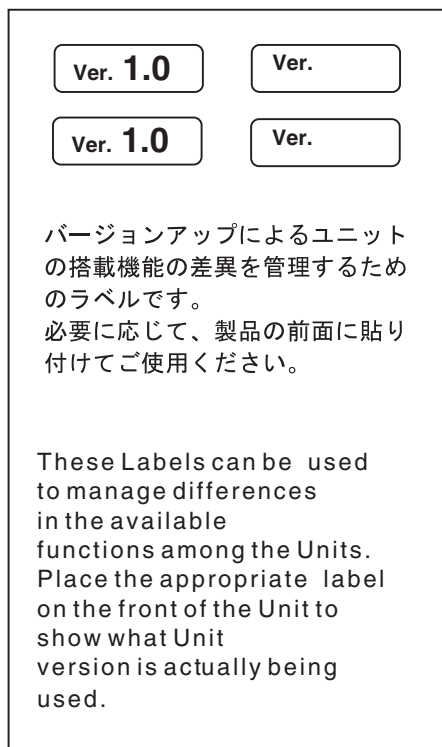 Ver. 1.0
Ver.
Ver. 1.0
Ver.
バージョンアップによるユニット
の搭載機能の差異を管理するため
のラベルです。
必要に応じて、製品の前面に貼り
付けてご使用ください。
These Labels can be used
to manage differences
in the available
functions among the Units.
Place the appropriate label
on the front of the Unit to
show what Unit
version is actually being
used.